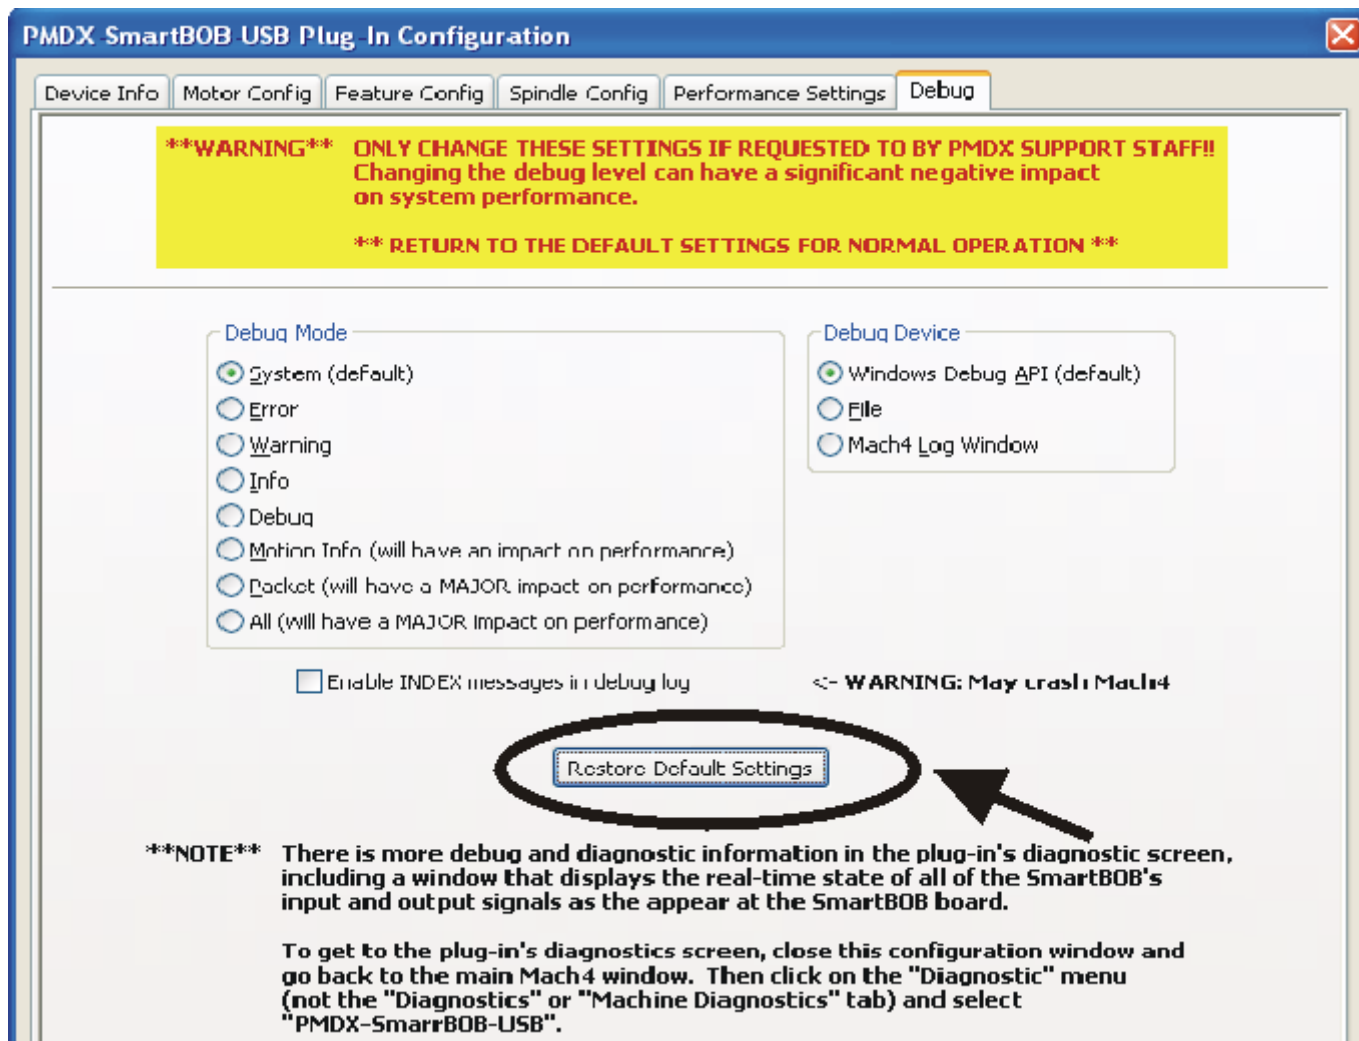 PMDX-SmartBOB-USB Plug-In Configuration
Device Info
Motor Config
Feature Config
Spindle Config
Performance Settings
Debug
**WARNING** ONLY CHANGE THESE SETTINGS IF REQUESTED TO BY PMDX SUPPORT STAFF!!
Changing the debug level can have a significant negative impact
on system performance.
** RETURN TO THE DEFAULT SETTINGS FOR NORMAL OPERATION **
Debug Mode
System (default)
Error
Warning
Info
Debug
Motion Info (will have an impact on performance)
Packet (will have a MAJOR impact on performance)
All (will have a MAJOR impact on performance)
Debug Device
Windows Debug API (default)
File
Mach4 Log Window
Enable INDEX messages in debug log
<- WARNING: May crash Mach4
Restore Default Settings
**NOTE** There is more debug and diagnostic information in the plug-in's diagnostic screen,
including a window that displays the real-time state of all of the SmartBOB's
input and output signals as the appear at the SmartBOB board.
To get to the plug-in's diagnostics screen, close this configuration window and
go back to the main Mach4 window. Then click on the "Diagnostic" menu
(not the "Diagnostics" or "Machine Diagnostics" tab) and select
"PMDX-SmarrBOB-USB".